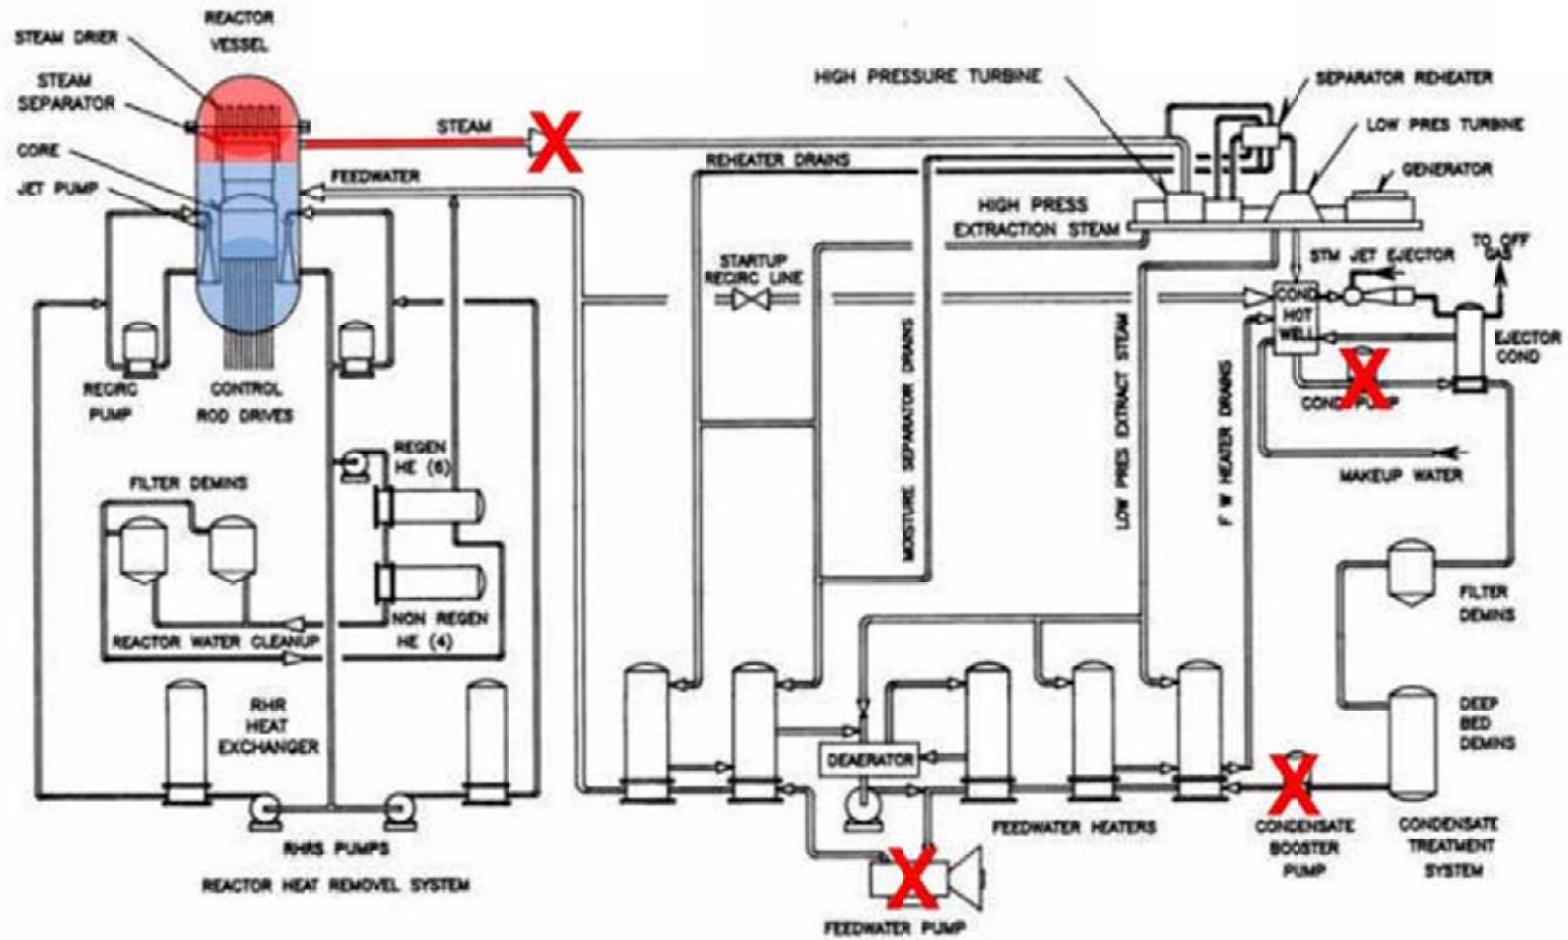 REACTOR
VESSEL
STEAM DRIER
STEAM
SEPARATOR
CORE
JET PUMP
STEAM
FEEDWATER
HIGH PRESSURE TURBINE
SEPARATOR REHEATER
LOW PRES TURBINE
GENERATOR
REHEATER DRAINS
HIGH PRESS
EXTRACTION STEAM
STARTUP
RECIRC LINE
STM JET EJECTOR
TO OFF
GAS
COND
HOT
WELL
EJECTOR
COND
COND PUMP
MAKEUP WATER
MOISTURE SEPARATOR DRAINS
LOW PRES EXTRACT STEAM
F W HEATER DRAINS
RECIRC
PUMP
CONTROL
ROD DRIVES
REGEN
HE (6)
FILTER DEMINS
NON REGEN
HE (4)
REACTOR WATER CLEANUP
FILTER
DEMINS
RHR
HEAT
EXCHANGER
DEAERATOR
DEEP
BED
DEMINS
RHRS PUMPS
REACTOR HEAT REMOVEL SYSTEM
FEEDWATER HEATERS
CONDENSATE
BOOSTER
PUMP
CONDENSATE
TREATMENT
SYSTEM
FEEDWATER PUMP